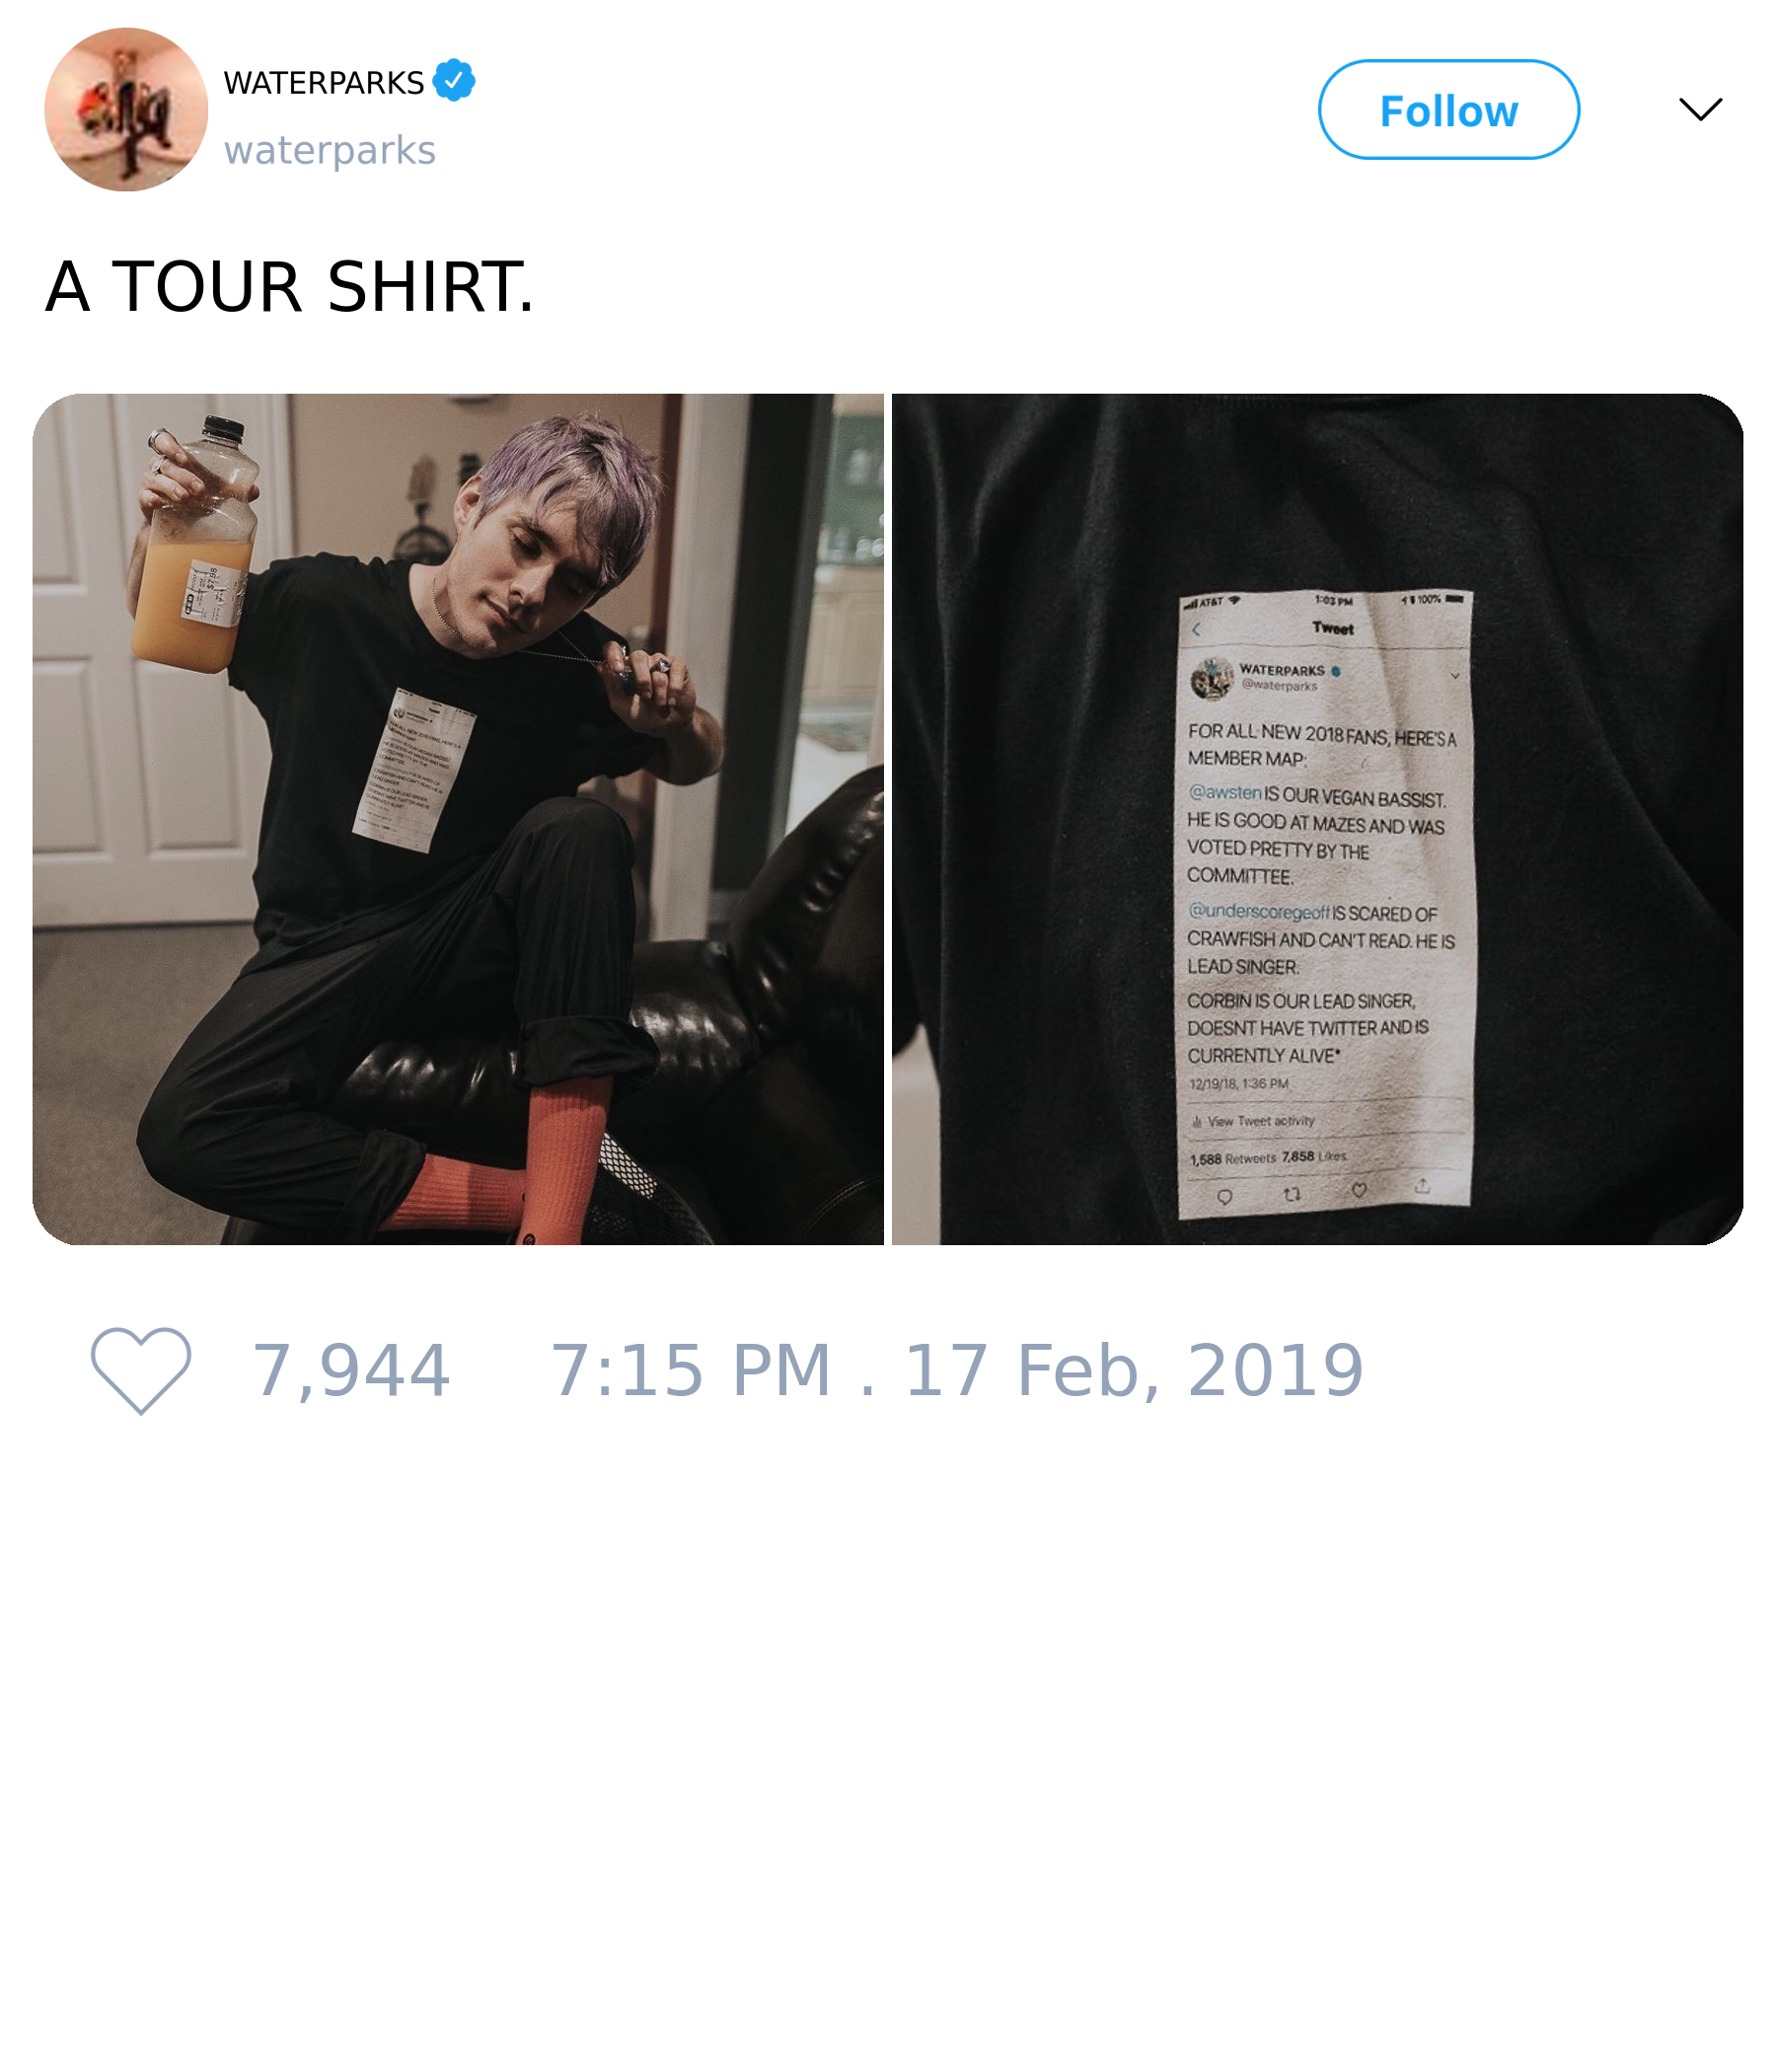 WATERPARKS
waterparks
Follow
A TOUR SHIRT.
$7.98
AT&T 1:03 PM 100%
Tweet
WATERPARKS
@waterparks
FOR ALL NEW 2018 FANS, HERE'S A
MEMBER MAP:
@awsten IS OUR VEGAN BASSIST.
HE IS GOOD AT MAZES AND WAS
VOTED PRETTY BY THE
COMMITTEE.
@underscoregeoff IS SCARED OF
CRAWFISH AND CAN'T READ. HE IS
LEAD SINGER.
CORBIN IS OUR LEAD SINGER,
DOESNT HAVE TWITTER AND IS
CURRENTLY ALIVE*
12/19/18, 1:36 PM
View Tweet activity
1,588 Retweets 7,858 Likes
7,944 7:15 PM . 17 Feb, 2019